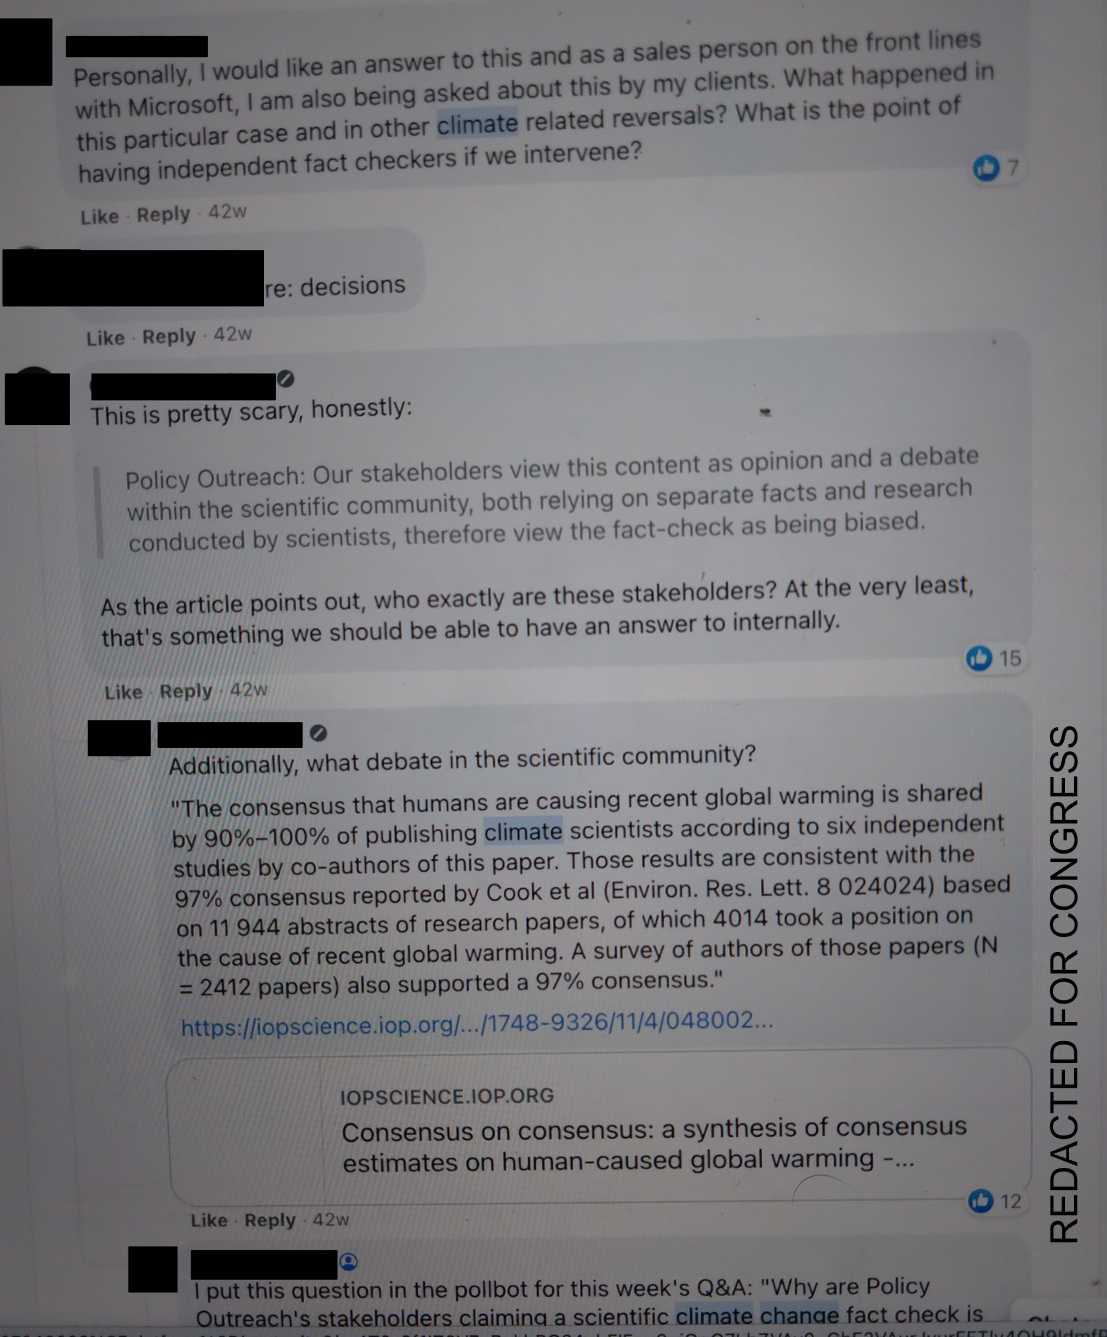 Personally, I would like an answer to this and as a sales person on the front lines
with Microsoft, I am also being asked about this by my clients. What happened in
this particular case and in other climate related reversals? What is the point of
having independent fact checkers if we intervene?
7
Like · Reply · 42w
re: decisions
Like · Reply · 42w
This is pretty scary, honestly:
Policy Outreach: Our stakeholders view this content as opinion and a debate
within the scientific community, both relying on separate facts and research
conducted by scientists, therefore view the fact-check as being biased.
As the article points out, who exactly are these stakeholders? At the very least,
that's something we should be able to have an answer to internally.
15
Like · Reply · 42w
Additionally, what debate in the scientific community?
"The consensus that humans are causing recent global warming is shared
by 90%–100% of publishing climate scientists according to six independent
studies by co-authors of this paper. Those results are consistent with the
97% consensus reported by Cook et al (Environ. Res. Lett. 8 024024) based
on 11 944 abstracts of research papers, of which 4014 took a position on
the cause of recent global warming. A survey of authors of those papers (N
= 2412 papers) also supported a 97% consensus."
https://iopscience.iop.org/.../1748-9326/11/4/048002...
IOPSCIENCE.IOP.ORG
Consensus on consensus: a synthesis of consensus
estimates on human-caused global warming -...
12
Like · Reply · 42w
I put this question in the pollbot for this week's Q&A: "Why are Policy
Outreach's stakeholders claiming a scientific climate change fact check is
REDACTED FOR CONGRESS